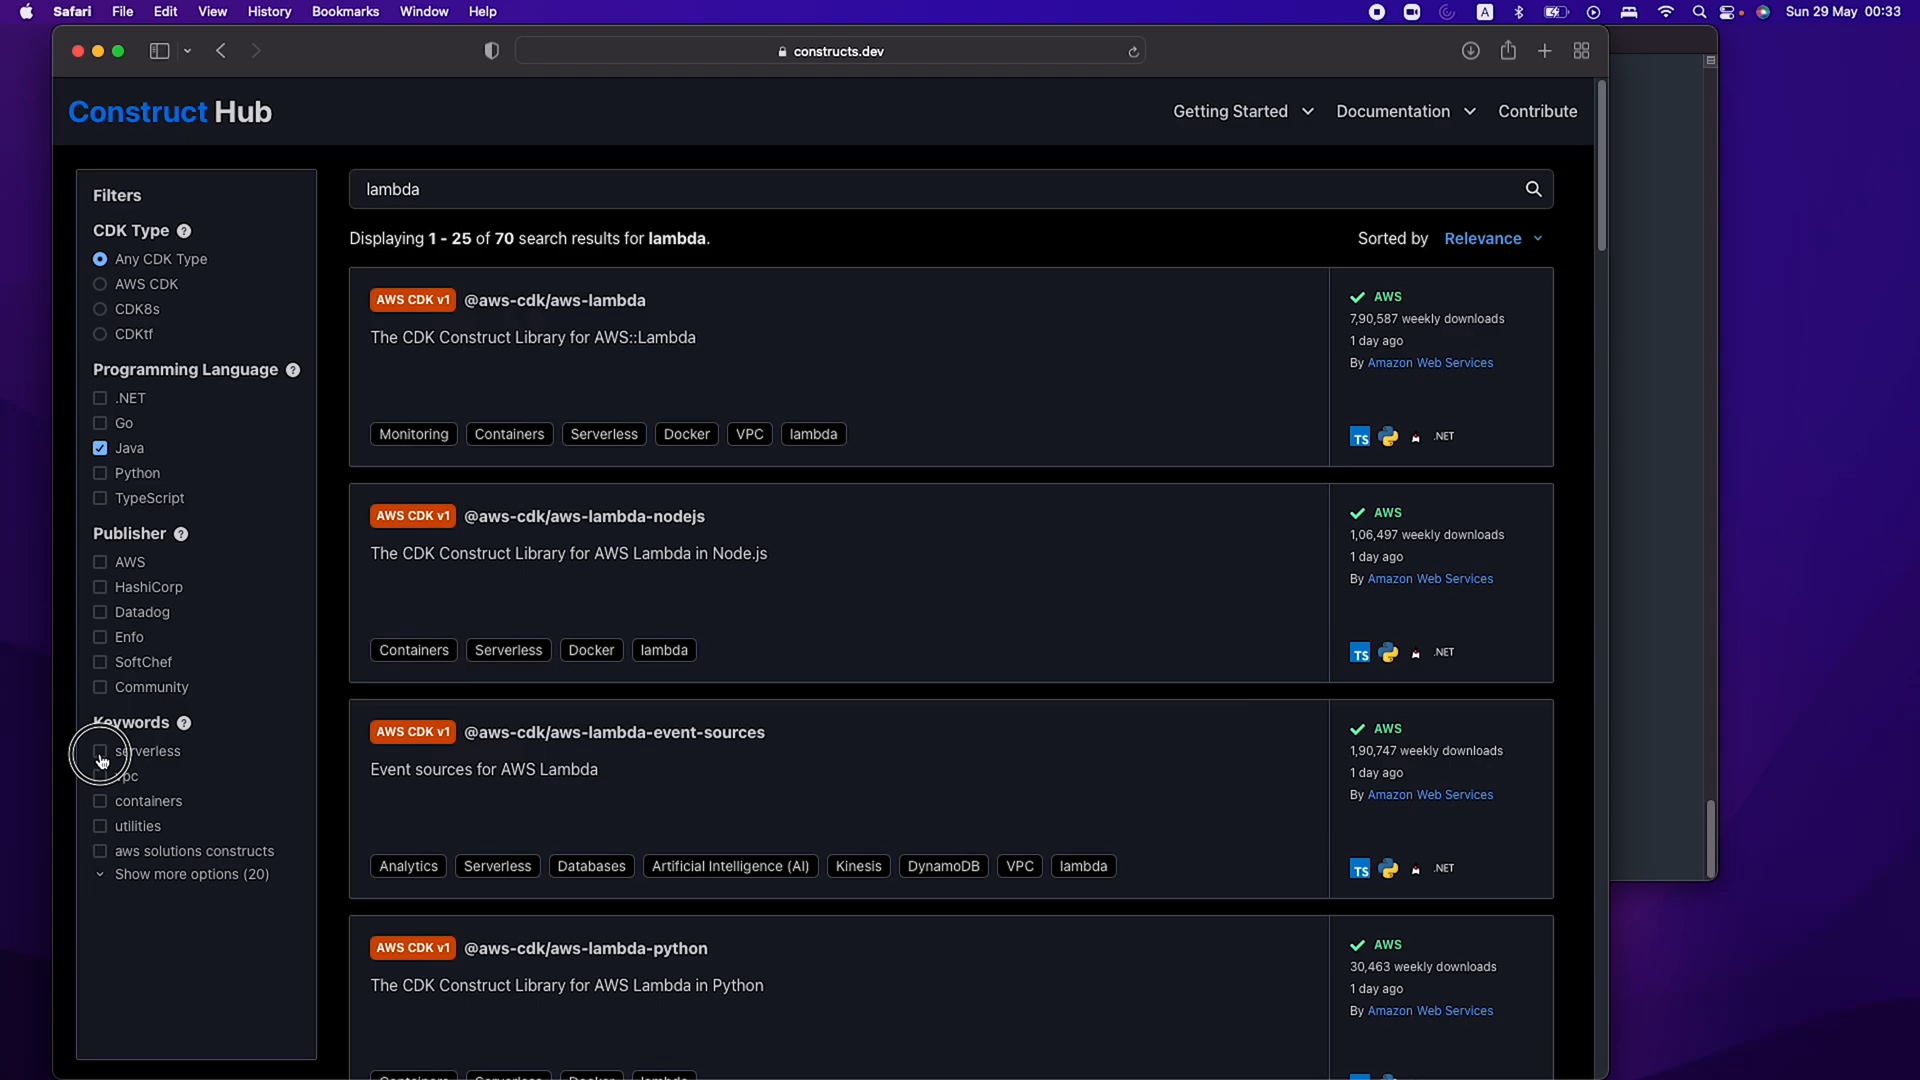 Safari File Edit View History Bookmarks Window Help
A
Sun 29 May 00:33
constructs.dev
Construct Hub
Getting Started Documentation Contribute
Filters
CDK Type ?
Any CDK Type
AWS CDK
CDK8s
CDKtf
Programming Language ?
.NET
Go
Java
Python
TypeScript
Publisher ?
AWS
HashiCorp
Datadog
Enfo
SoftChef
Community
Keywords ?
serverless
vpc
containers
utilities
aws solutions constructs
Show more options (20)
lambda
Displaying 1 - 25 of 70 search results for lambda.
Sorted by Relevance
AWS CDK v1 @aws-cdk/aws-lambda
The CDK Construct Library for AWS::Lambda
Monitoring Containers Serverless Docker VPC lambda
AWS
7,90,587 weekly downloads
1 day ago
By Amazon Web Services
TS .NET
AWS CDK v1 @aws-cdk/aws-lambda-nodejs
The CDK Construct Library for AWS Lambda in Node.js
Containers Serverless Docker lambda
AWS
1,06,497 weekly downloads
1 day ago
By Amazon Web Services
TS .NET
AWS CDK v1 @aws-cdk/aws-lambda-event-sources
Event sources for AWS Lambda
Analytics Serverless Databases Artificial Intelligence (AI) Kinesis DynamoDB VPC lambda
AWS
1,90,747 weekly downloads
1 day ago
By Amazon Web Services
TS .NET
AWS CDK v1 @aws-cdk/aws-lambda-python
The CDK Construct Library for AWS Lambda in Python
Containers Serverless Docker lambda
AWS
30,463 weekly downloads
1 day ago
By Amazon Web Services